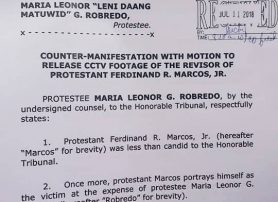 MARIA LEONOR "LENI DAANG
MATUWID" G. ROBREDO,
Protestee.
x - - - - - - - - - - - - - - - - - - - - - - x
RECEIVED
JUL 11 2018
COUNTER-MANIFESTATION WITH MOTION TO
RELEASE CCTV FOOTAGE OF THE REVISOR OF
PROTESTANT FERDINAND R. MARCOS, JR.
PROTESTEE MARIA LEONOR G. ROBREDO, by
the undersigned counsel, to the Honorable Tribunal, respectfully
states:
1. Protestant Ferdinand R. Marcos, Jr. (hereafter
"Marcos" for brevity) was less than candid to the Honorable
Tribunal.
2. Once more, protestant Marcos portrays himself as
the victim at the expense of protestee Maria Leonor G.
"Robredo" for brevity).